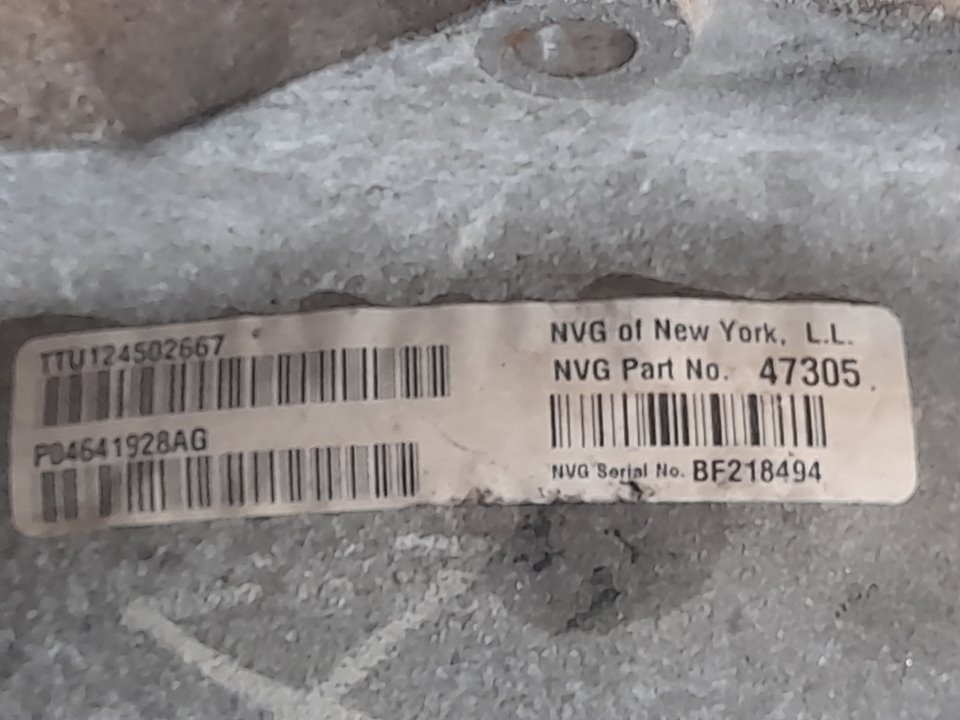 TTU124502667
P04641928AG
NVG of New York, L.L.
NVG Part No. 47305
NVG Serial No. BF218494